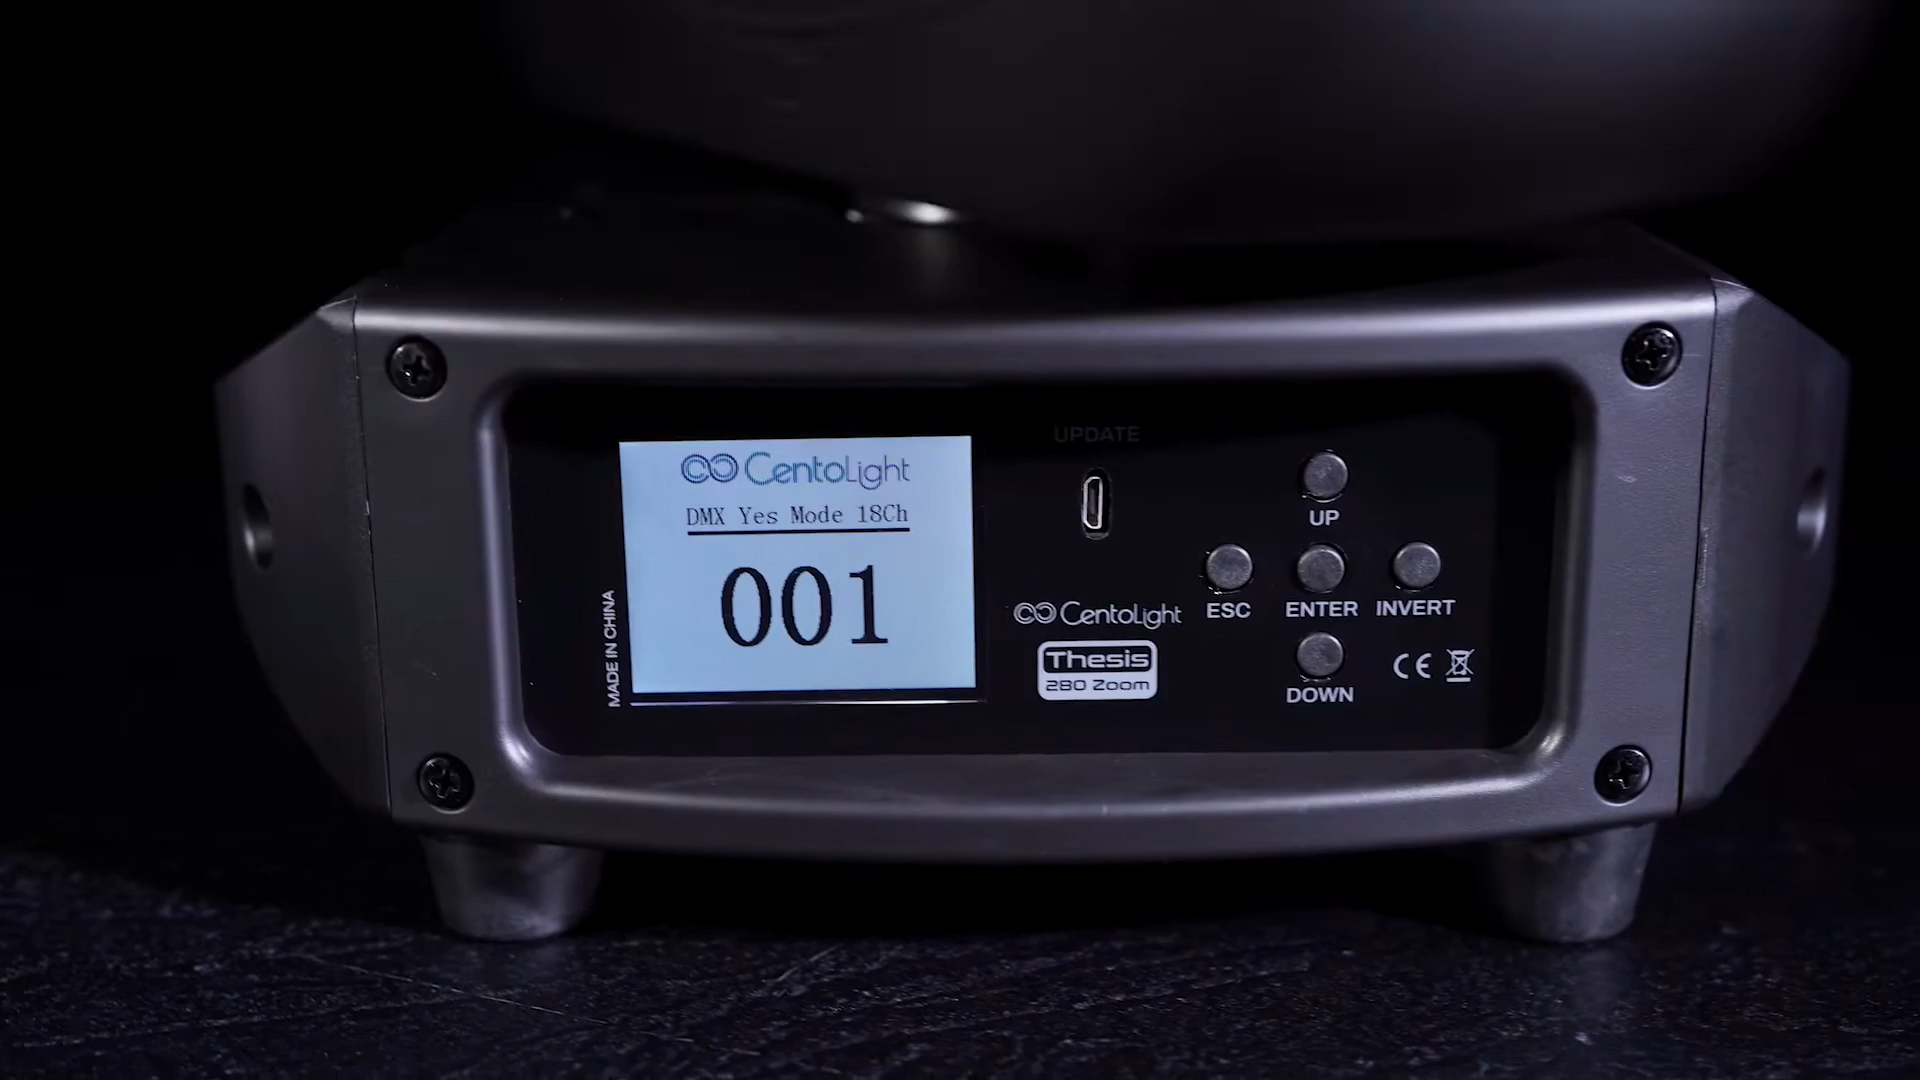 CentoLight
DMX Yes Mode 18Ch
001
MADE IN CHINA
UPDATE
CentoLight
Thesis
280 Zoom
UP
ESC
ENTER
INVERT
DOWN
CE